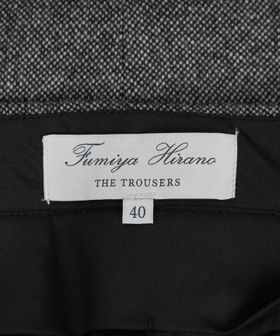 Fumiya Hirano
THE TROUSERS
40